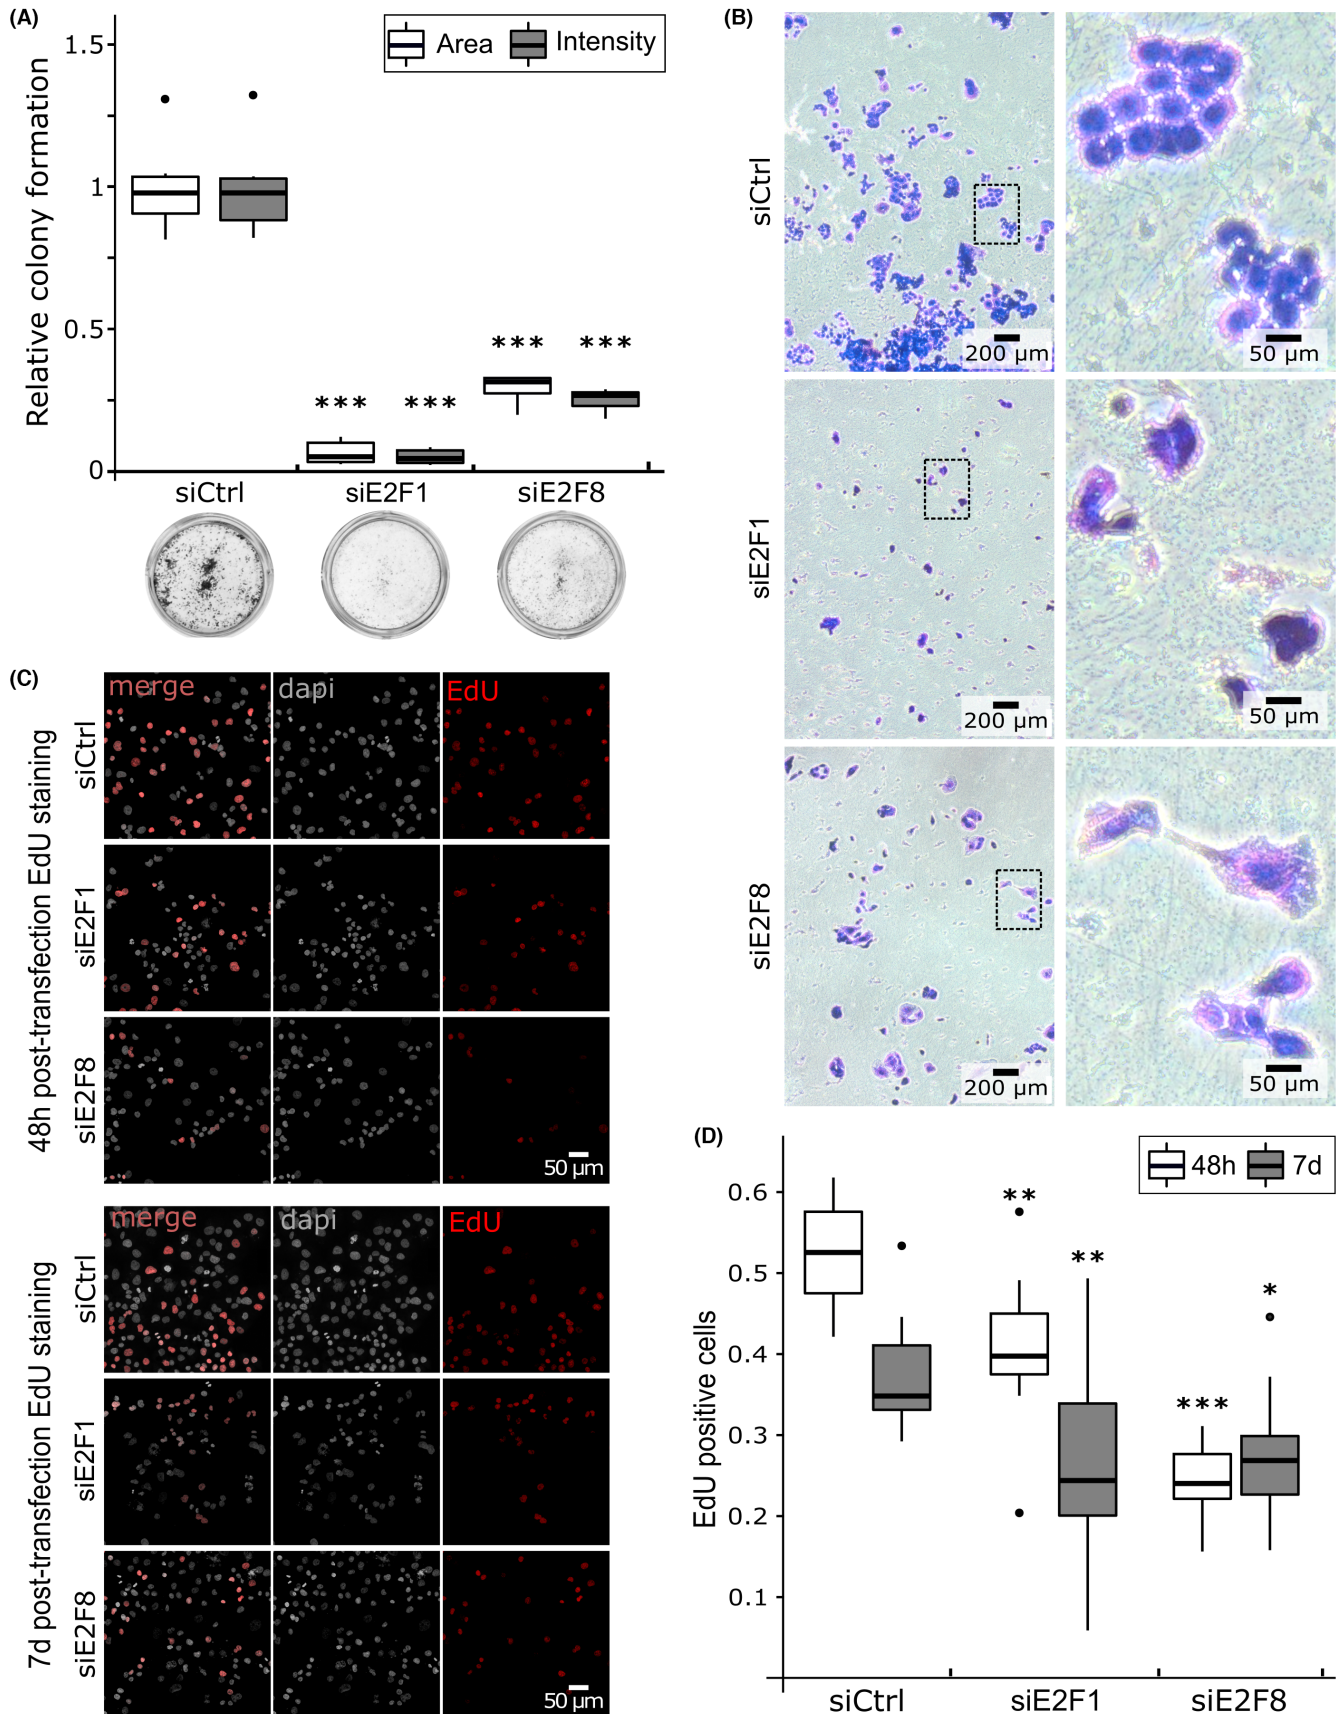 (A)
1.5
1
0.5
0
Relative colony formation
Area
Intensity
*** ***
*** ***
siCtrl siE2F1 siE2F8
(B)
siCtrl
200 µm
50 µm
siE2F1
200 µm
50 µm
siE2F8
200 µm
50 µm
(C)
48h post-transfection EdU staining
merge dapi EdU
siCtrl
siE2F1
siE2F8
50 µm
7d post-transfection EdU staining
merge dapi EdU
siCtrl
siE2F1
siE2F8
50 µm
(D)
48h
7d
EdU positive cells
0.6
0.5
0.4
0.3
0.2
0.1
**
**
***
*
siCtrl siE2F1 siE2F8